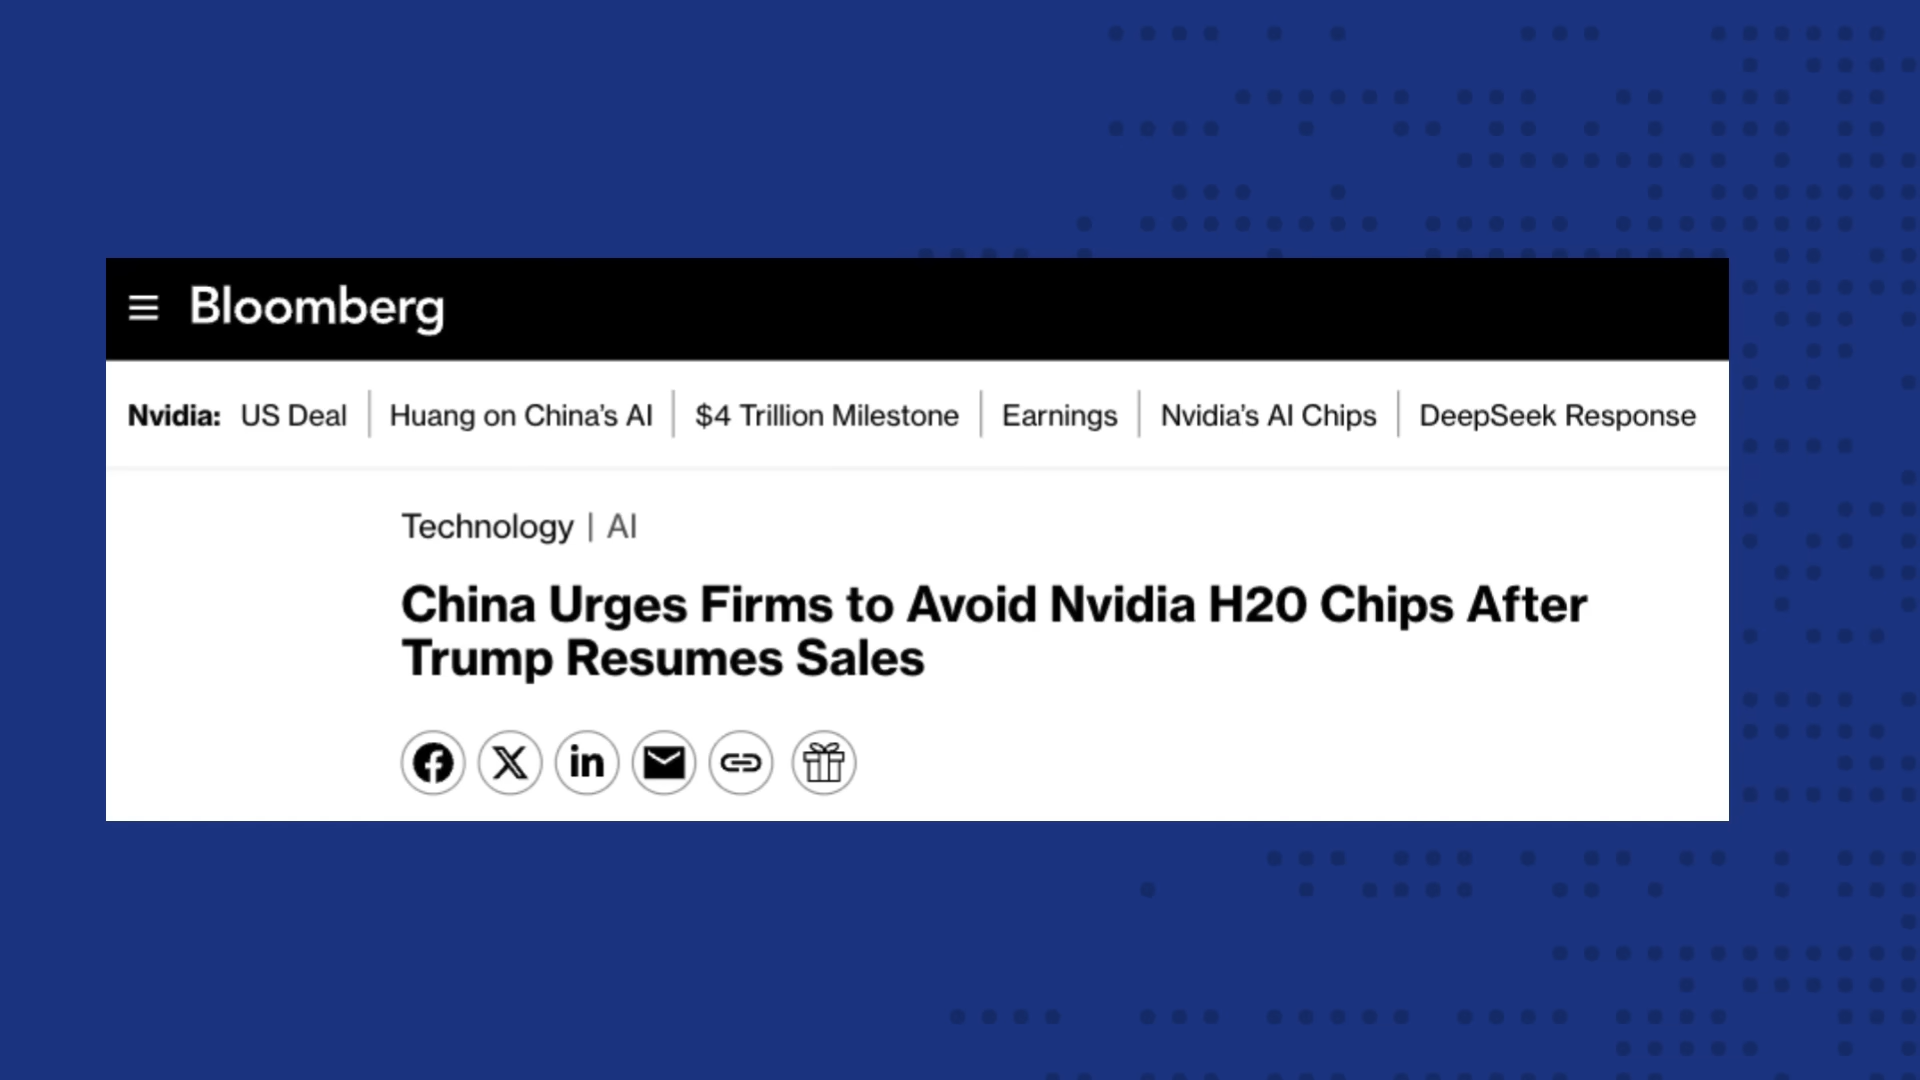 Bloomberg
Nvidia: US Deal | Huang on China's AI | $4 Trillion Milestone | Earnings | Nvidia's AI Chips | DeepSeek Response
Technology | AI
China Urges Firms to Avoid Nvidia H20 Chips After
Trump Resumes Sales